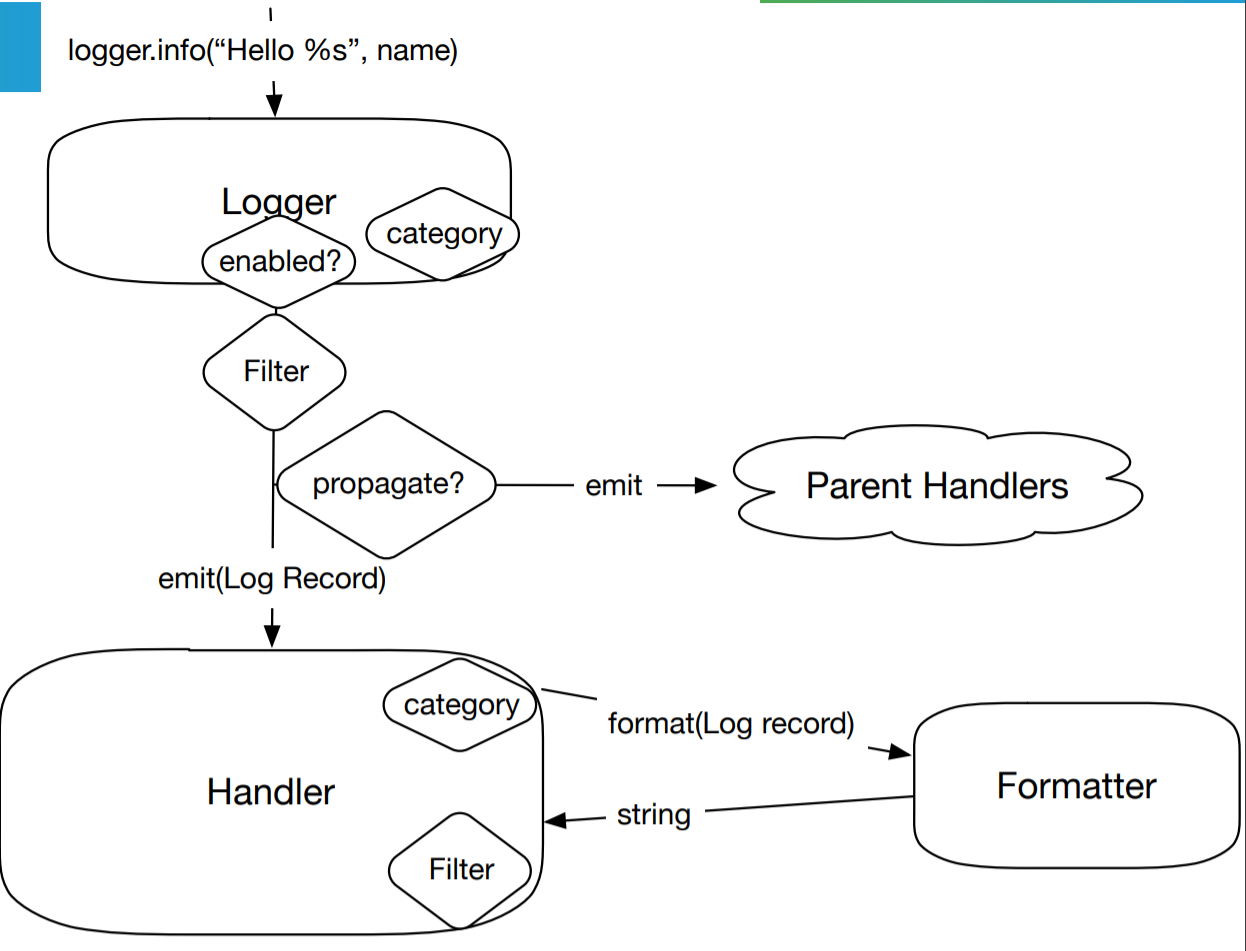 logger.info(“Hello %s”, name)
Logger
category
enabled?
Filter
propagate?
emit
Parent Handlers
emit(Log Record)
category
format(Log record)
Handler
Formatter
string
Filter